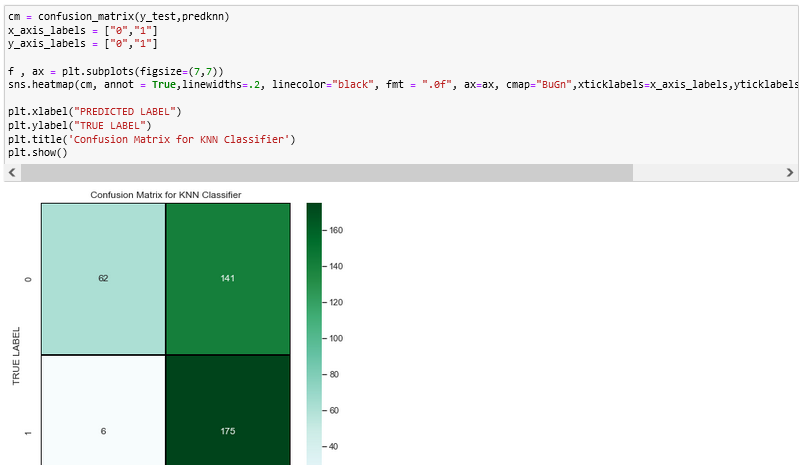 cm = confusion_matrix(y_test,predknn)
x_axis_labels = ["0","1"]
y_axis_labels = ["0","1"]
f , ax = plt.subplots(figsize=(7,7))
sns.heatmap(cm, annot = True,linewidths=.2, linecolor="black", fmt = ".0f", ax=ax, cmap="BuGn",xticklabels=x_axis_labels,yticklabels
plt.xlabel("PREDICTED LABEL")
plt.ylabel("TRUE LABEL")
plt.title('Confusion Matrix for KNN Classifier')
plt.show()
Confusion Matrix for KNN Classifier
160
140
120
100
80
60
40
0
62
141
TRUE LABEL
1
6
175